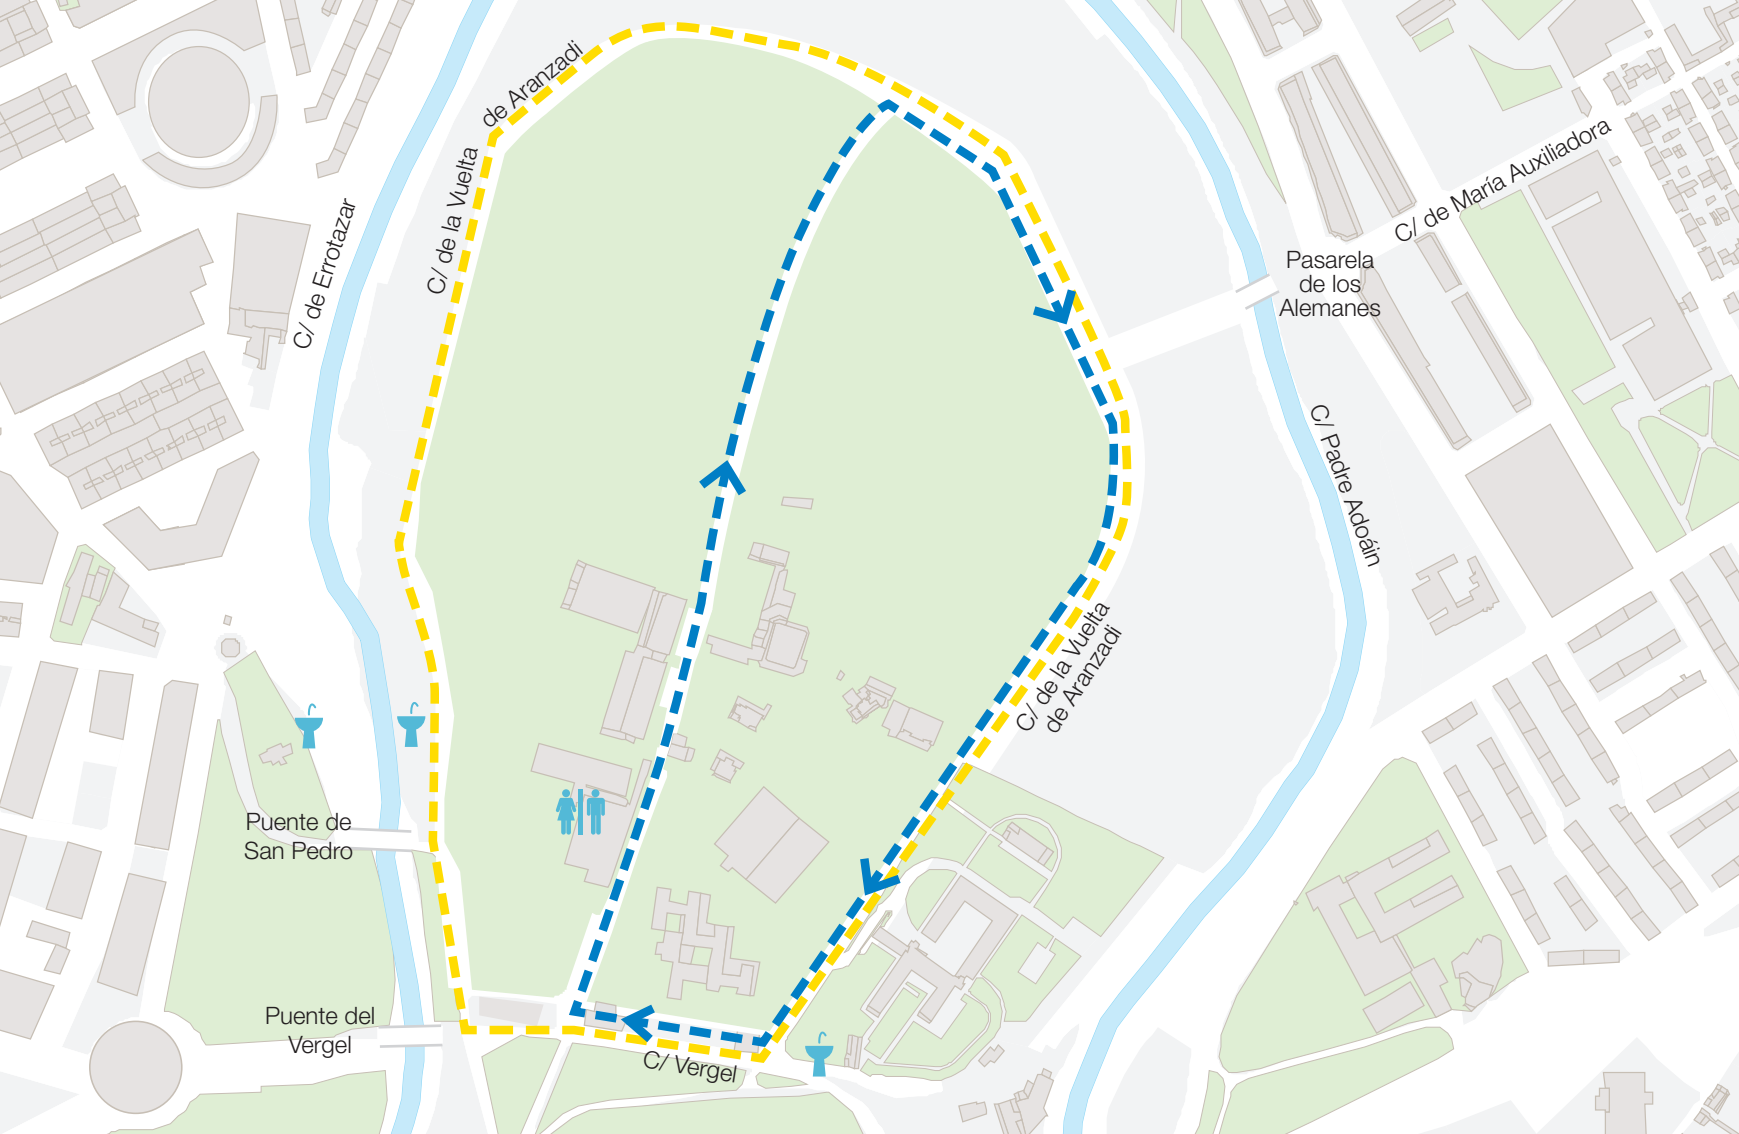 de Aranzadi
C/ de la Vuelta
C/ de Errotazar
C/ de María Auxiliadora
Pasarela
de los
Alemanes
C/ Padre Adoáin
C/ de la Vuelta
de Aranzadi
Puente de
San Pedro
Puente del
Vergel
C/ Vergel